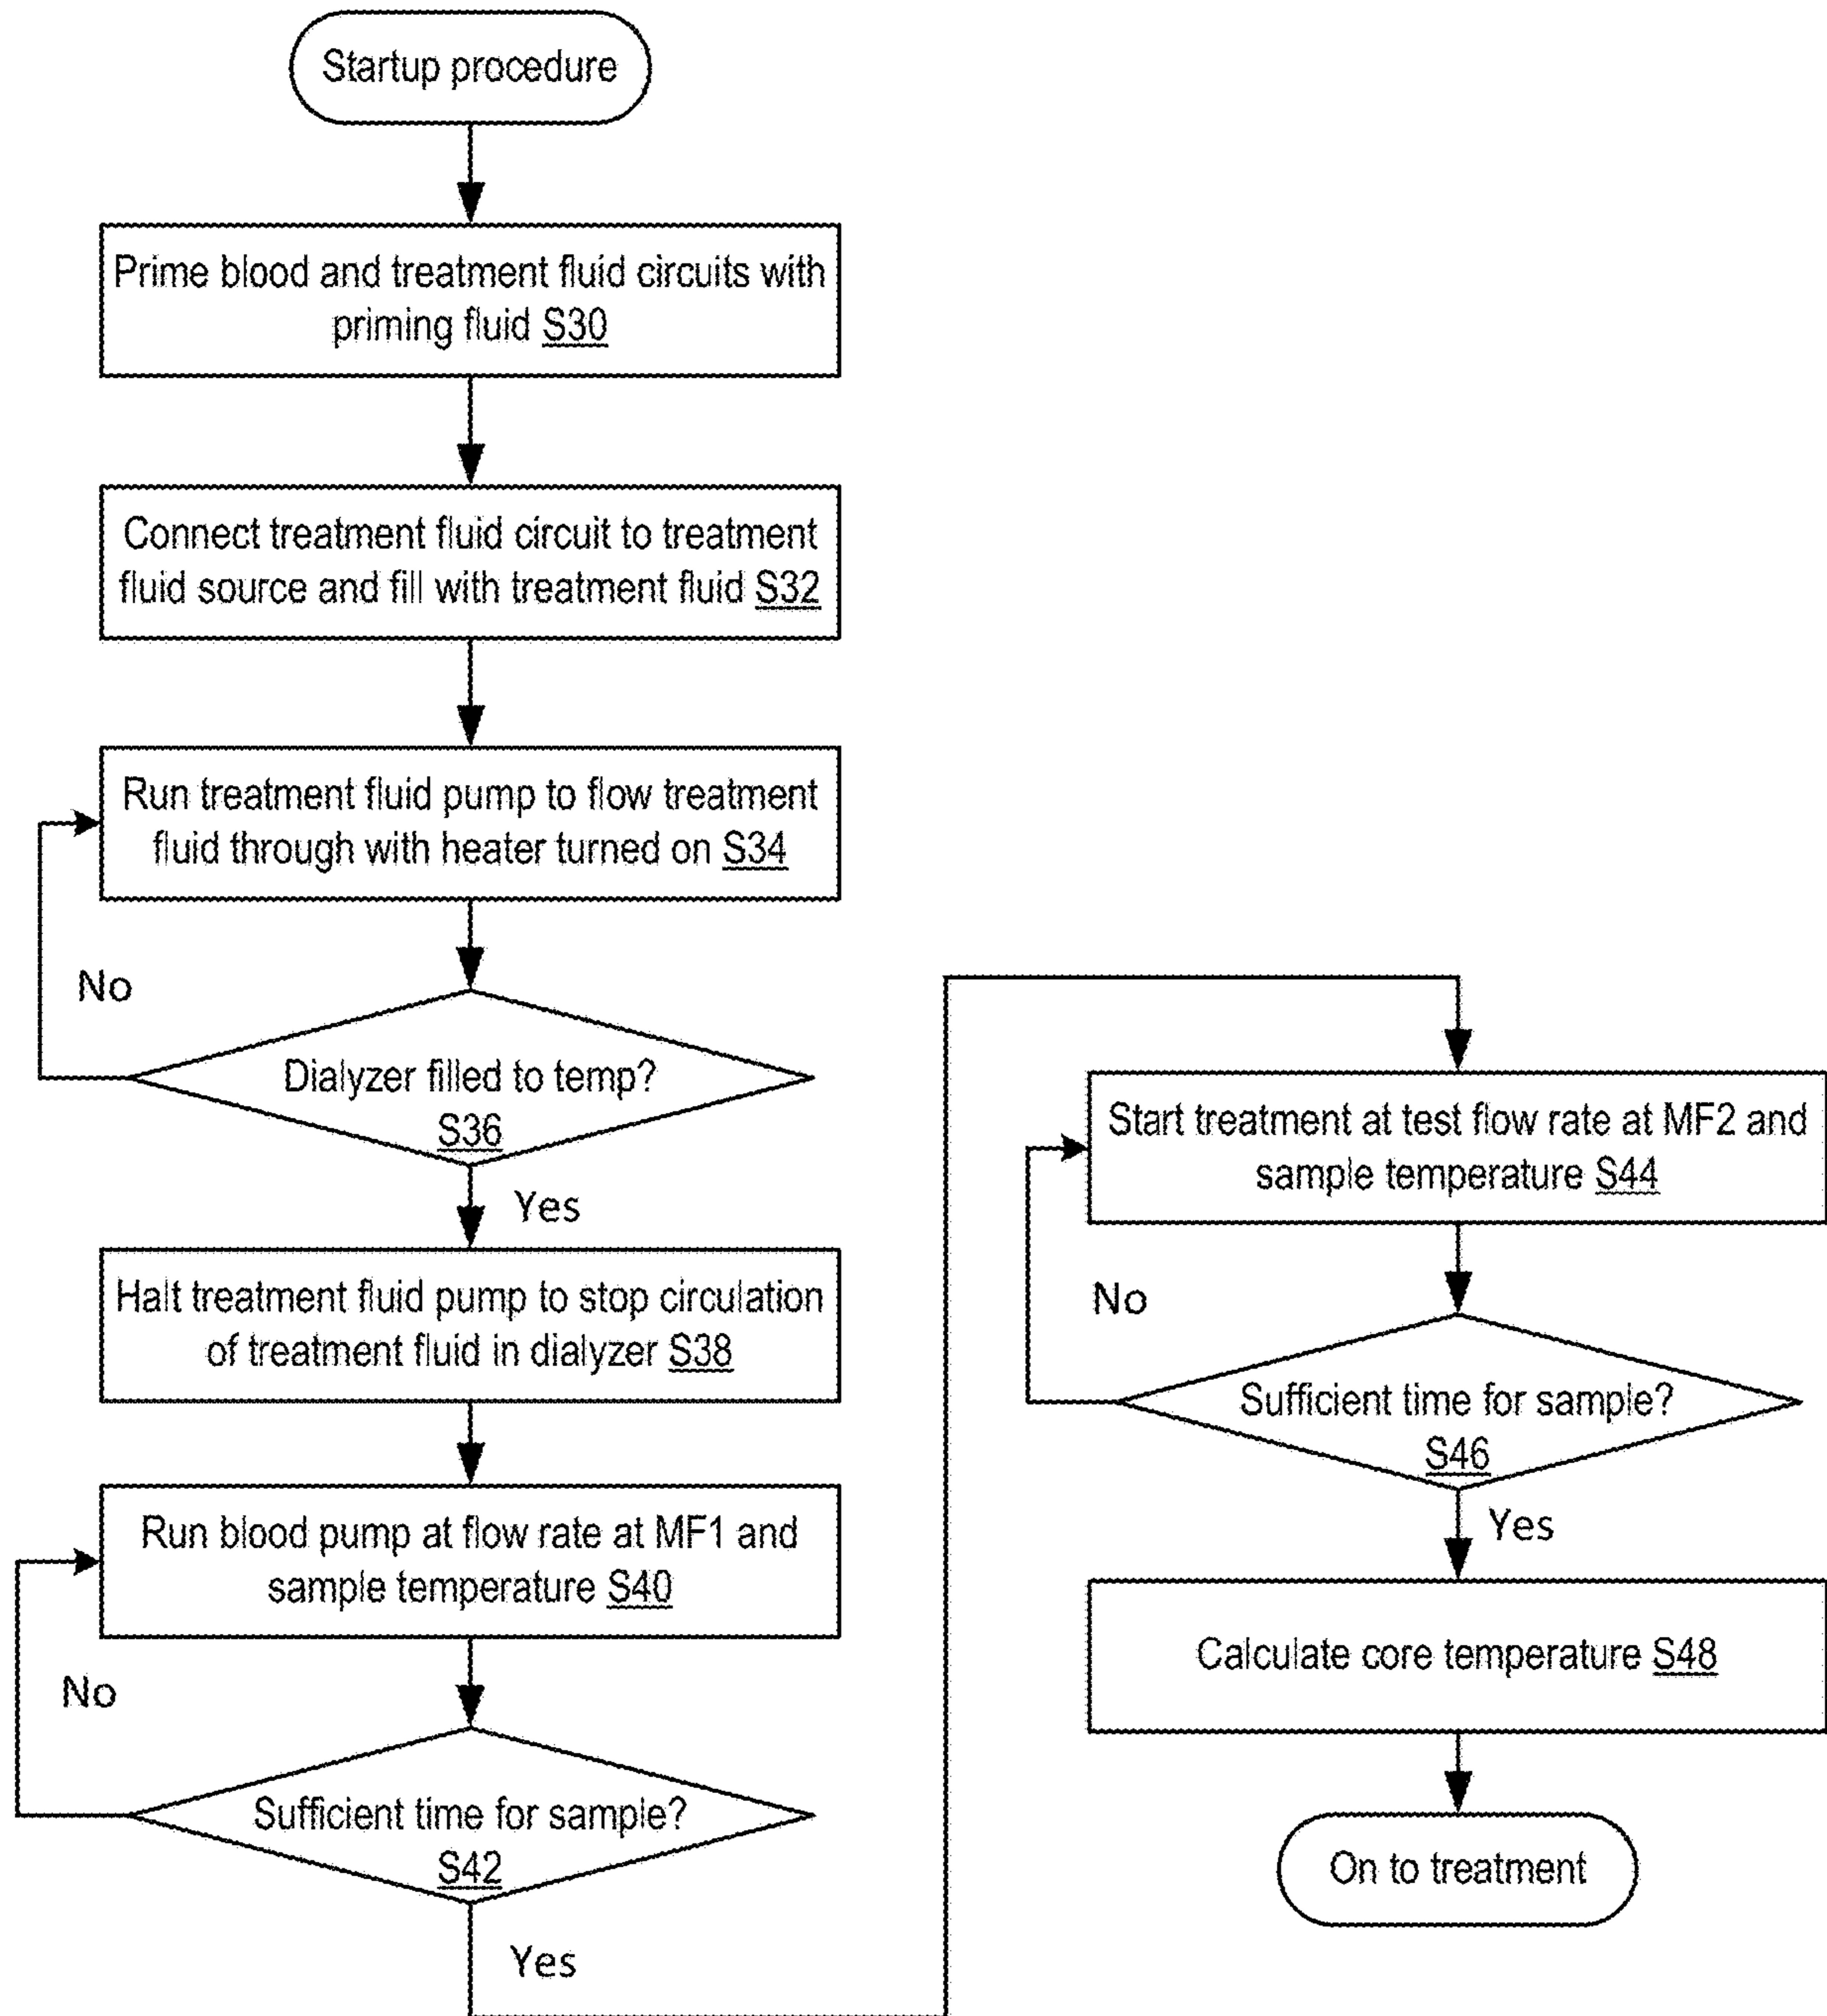 Startup procedure
Prime blood and treatment fluid circuits with
priming fluid S30
Connect treatment fluid circuit to treatment
fluid source and fill with treatment fluid S32
Run treatment fluid pump to flow treatment
fluid through with heater turned on S34
No
Dialyzer filled to temp?
S36
Yes
Halt treatment fluid pump to stop circulation
of treatment fluid in dialyzer S38
Run blood pump at flow rate at MF1 and
sample temperature S40
No
Sufficient time for sample?
S42
Yes
Start treatment at test flow rate at MF2 and
sample temperature S44
No
Sufficient time for sample?
S46
Yes
Calculate core temperature S48
On to treatment